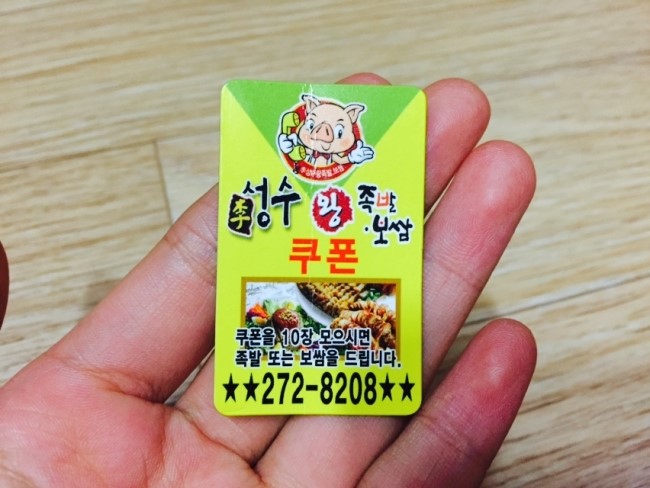 李성수 왕 족발
·보쌈
쿠폰
쿠폰을 10장 모으시면
족발 또는 보쌈을 드립니다.
★★272-8208★★